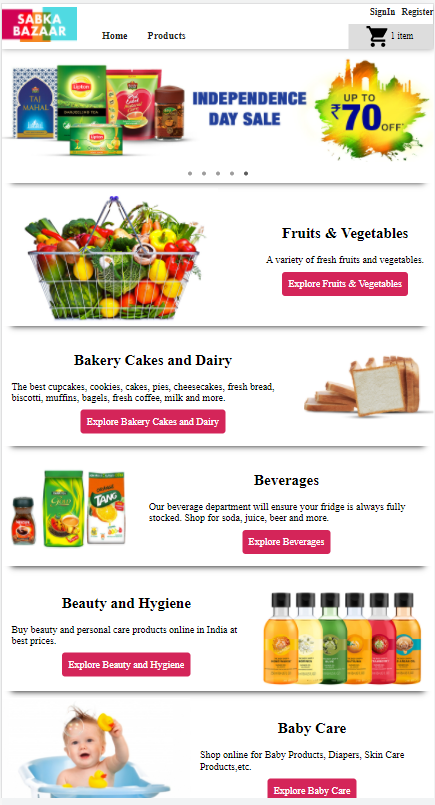 SABKA
BAZAAR
SignIn Register
Home Products
1 item
TAJ
MAHAL
Lipton
DARJEELING TEA
Lipton
INDEPENDENCE
DAY SALE
UP TO
₹70
OFF*
Fruits & Vegetables
A variety of fresh fruits and vegetables.
Explore Fruits & Vegetables
Bakery Cakes and Dairy
The best cupcakes, cookies, cakes, pies, cheesecakes, fresh bread,
biscotti, muffins, bagels, fresh coffee, milk and more.
Explore Bakery Cakes and Dairy
TANG
Beverages
Our beverage department will ensure your fridge is always fully
stocked. Shop for soda, juice, beer and more.
Explore Beverages
Beauty and Hygiene
Buy beauty and personal care products online in India at
best prices.
Explore Beauty and Hygiene
Baby Care
Shop online for Baby Products, Diapers, Skin Care
Products,etc.
Explore Baby Care